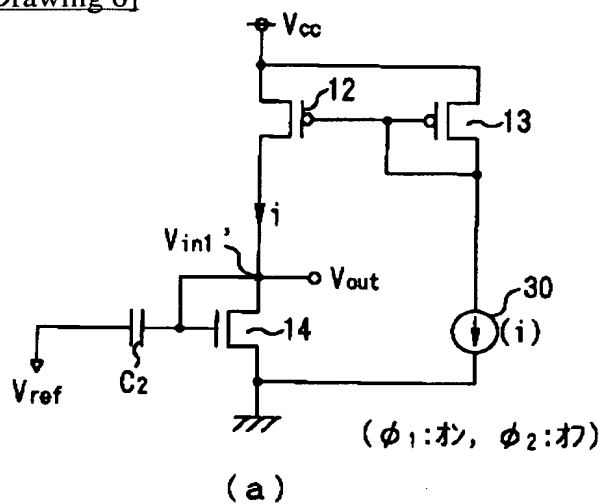 Drawing 6]
Vcc
12
13
i
Vin1'
Vout
30
14
(i)
C2
Vref
(φ1:オン, φ2:オフ)
(a)